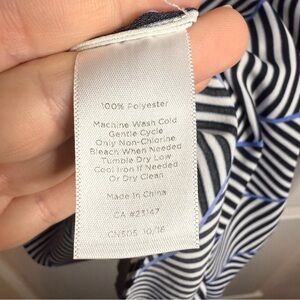 100% Polyester
Machine Wash Cold
Gentle Cycle
Only Non-Chlorine
Bleach When Needed
Tumble Dry Low
Cool Iron If Needed
Or Dry Clean
Made In China
CA #23147
CN505 10/16